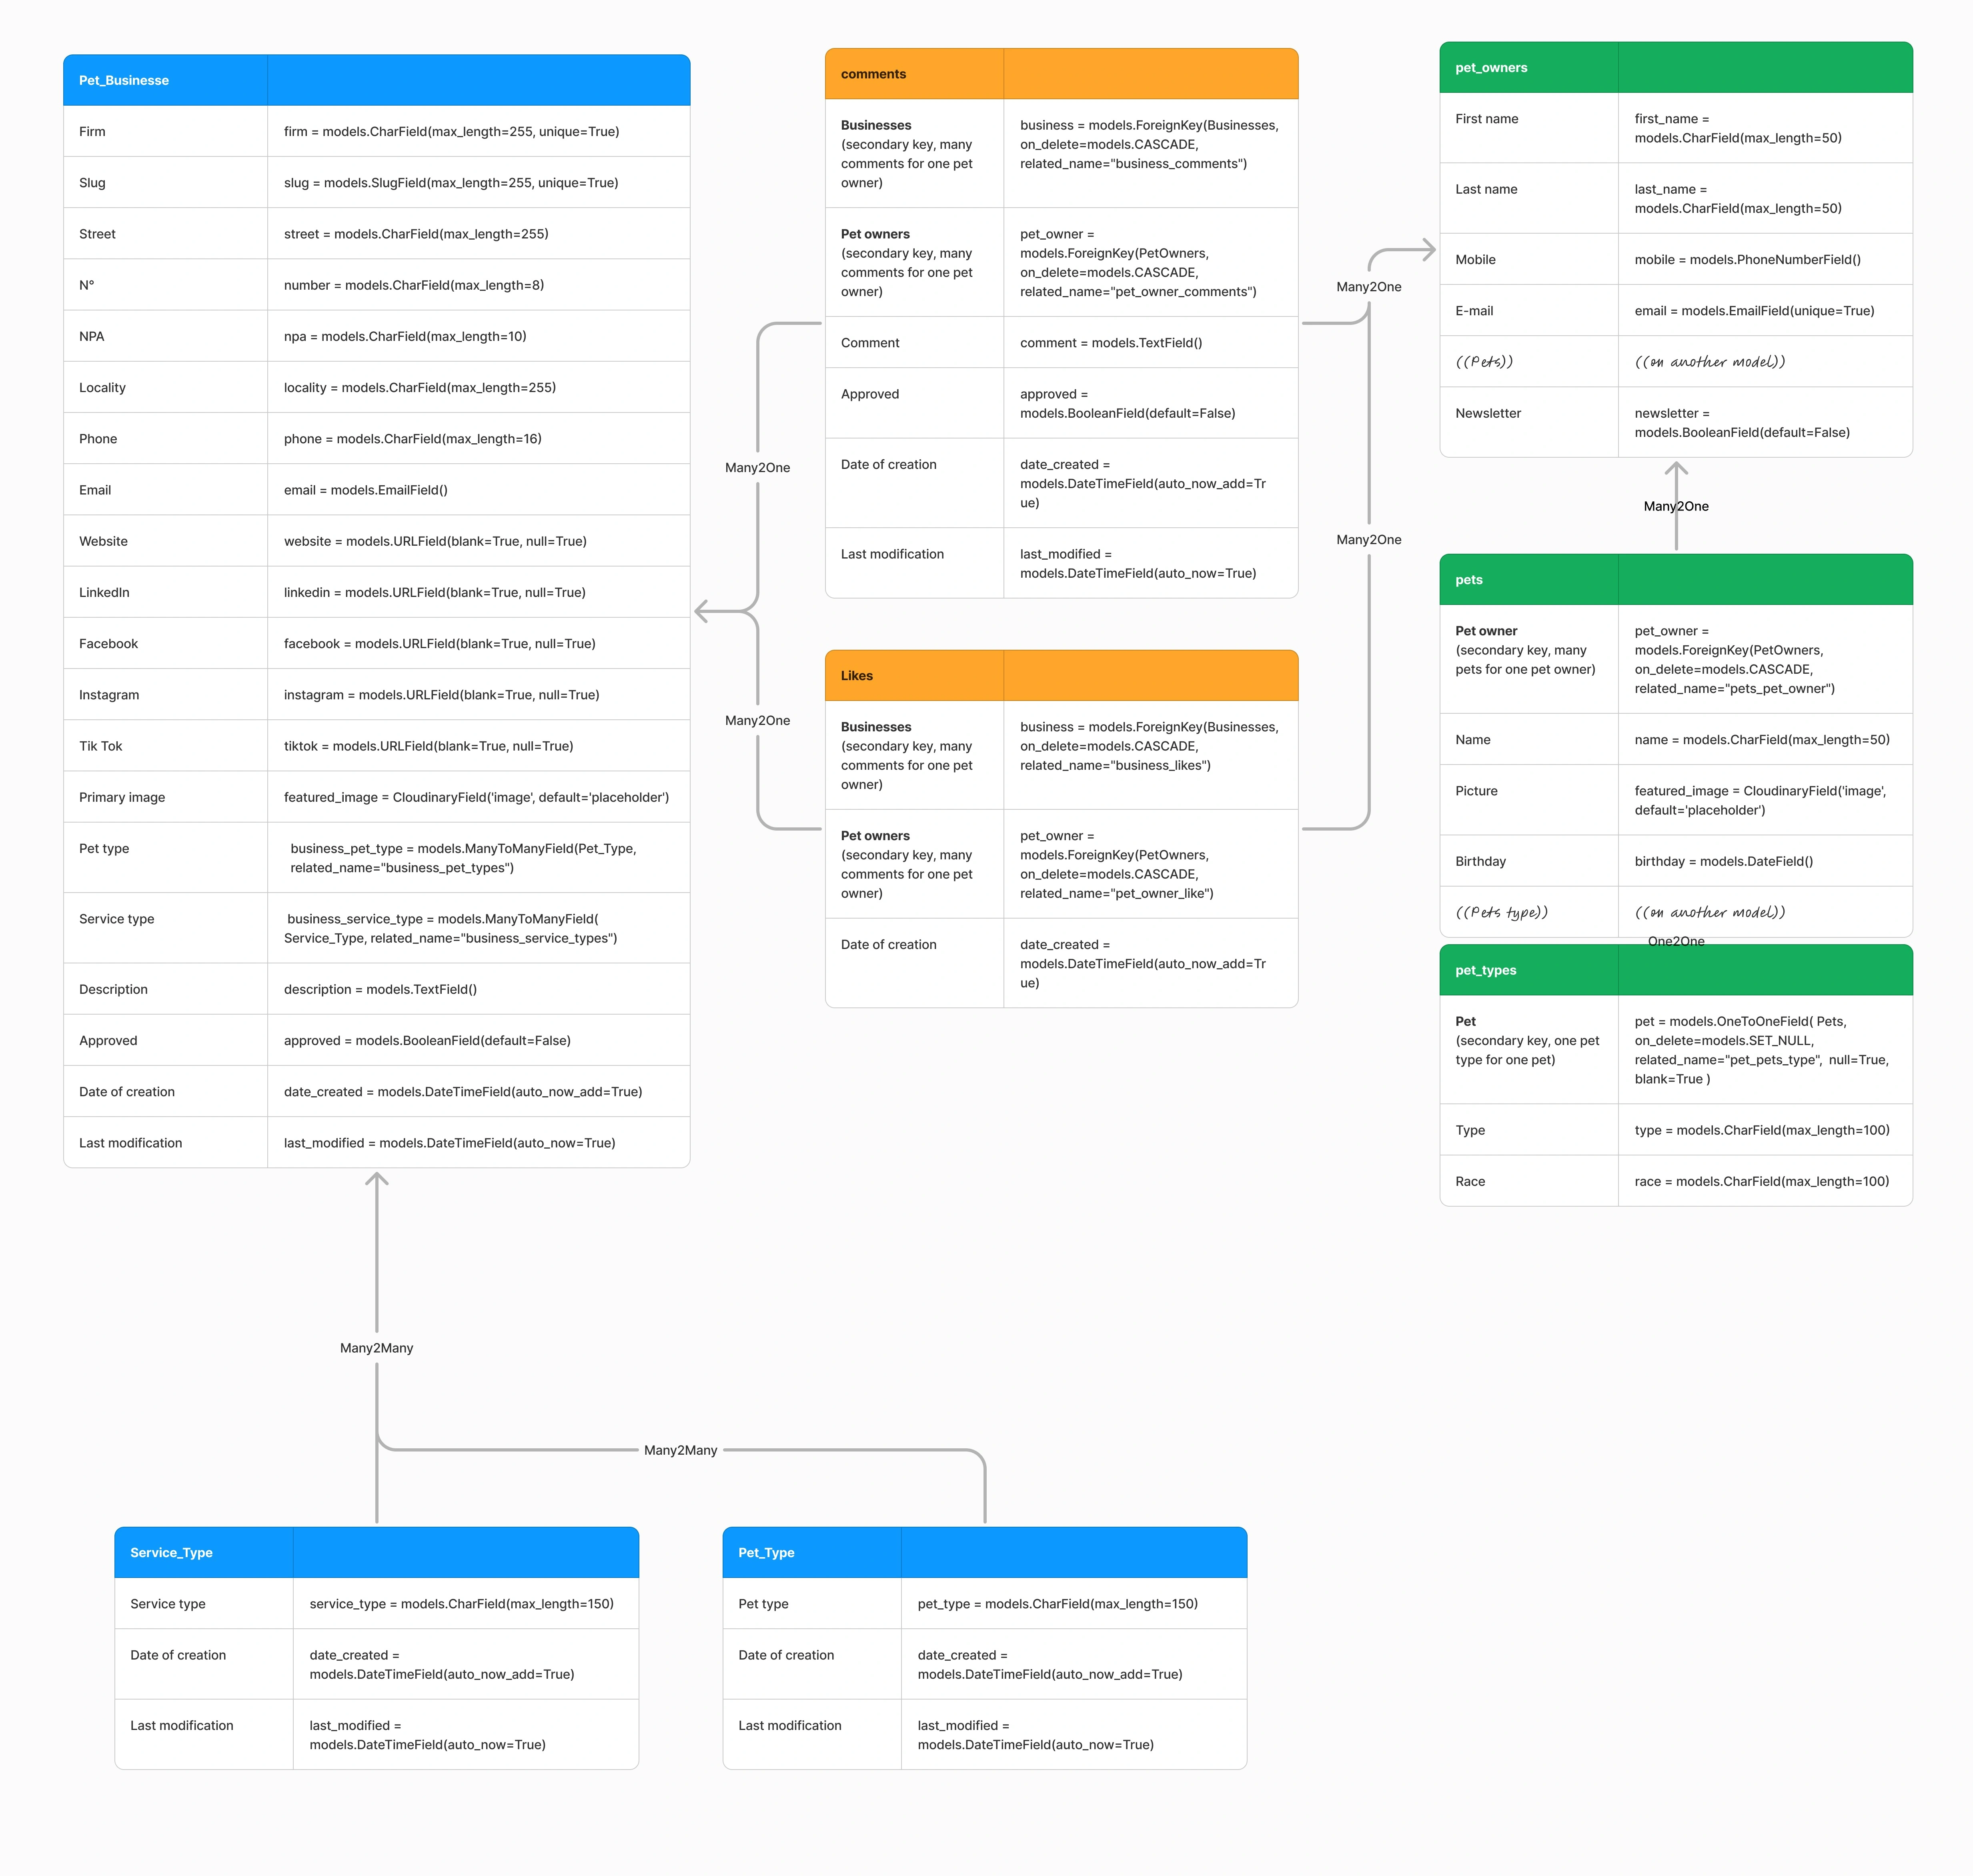 Pet_Businesse
Firm
firm = models.CharField(max_length=255, unique=True)
Slug
slug = models.SlugField(max_length=255, unique=True)
Street
street = models.CharField(max_length=255)
N°
number = models.CharField(max_length=8)
NPA
npa = models.CharField(max_length=10)
Locality
locality = models.CharField(max_length=255)
Phone
phone = models.CharField(max_length=16)
Email
email = models.EmailField()
Website
website = models.URLField(blank=True, null=True)
LinkedIn
linkedin = models.URLField(blank=True, null=True)
Facebook
facebook = models.URLField(blank=True, null=True)
Instagram
instagram = models.URLField(blank=True, null=True)
Tik Tok
tiktok = models.URLField(blank=True, null=True)
Primary image
featured_image = CloudinaryField('image', default='placeholder')
Pet type
business_pet_type = models.ManyToManyField(Pet_Type,
related_name="business_pet_types")
Service type
business_service_type = models.ManyToManyField(
Service_Type, related_name="business_service_types")
Description
description = models.TextField()
Approved
approved = models.BooleanField(default=False)
Date of creation
date_created = models.DateTimeField(auto_now_add=True)
Last modification
last_modified = models.DateTimeField(auto_now=True)
Many2One
Many2One
comments
Businesses
(secondary key, many
comments for one pet
owner)
business = models.ForeignKey(Businesses,
on_delete=models.CASCADE,
related_name="business_comments")
Pet owners
(secondary key, many
comments for one pet
owner)
pet_owner =
models.ForeignKey(PetOwners,
on_delete=models.CASCADE,
related_name="pet_owner_comments")
Comment
comment = models.TextField()
Approved
approved =
models.BooleanField(default=False)
Date of creation
date_created =
models.DateTimeField(auto_now_add=Tr
ue)
Last modification
last_modified =
models.DateTimeField(auto_now=True)
Likes
Businesses
(secondary key, many
comments for one pet
owner)
business = models.ForeignKey(Businesses,
on_delete=models.CASCADE,
related_name="business_likes")
Pet owners
(secondary key, many
comments for one pet
owner)
pet_owner =
models.ForeignKey(PetOwners,
on_delete=models.CASCADE,
related_name="pet_owner_like")
Date of creation
date_created =
models.DateTimeField(auto_now_add=Tr
ue)
Many2One
Many2One
pet_owners
First name
first_name =
models.CharField(max_length=50)
Last name
last_name =
models.CharField(max_length=50)
Mobile
mobile = models.PhoneNumberField()
E-mail
email = models.EmailField(unique=True)
((Pets))
((on another model))
Newsletter
newsletter =
models.BooleanField(default=False)
Many2One
pets
Pet owner
(secondary key, many
pets for one pet owner)
pet_owner =
models.ForeignKey(PetOwners,
on_delete=models.CASCADE,
related_name="pets_pet_owner")
Name
name = models.CharField(max_length=50)
Picture
featured_image = CloudinaryField('image',
default='placeholder')
Birthday
birthday = models.DateField()
((Pets type))
((on another model))
One2One
pet_types
Pet
(secondary key, one pet
type for one pet)
pet = models.OneToOneField( Pets,
on_delete=models.SET_NULL,
related_name="pet_pets_type", null=True,
blank=True )
Type
type = models.CharField(max_length=100)
Race
race = models.CharField(max_length=100)
Many2Many
Many2Many
Service_Type
Service type
service_type = models.CharField(max_length=150)
Date of creation
date_created =
models.DateTimeField(auto_now_add=True)
Last modification
last_modified =
models.DateTimeField(auto_now=True)
Pet_Type
Pet type
pet_type = models.CharField(max_length=150)
Date of creation
date_created =
models.DateTimeField(auto_now_add=True)
Last modification
last_modified =
models.DateTimeField(auto_now=True)